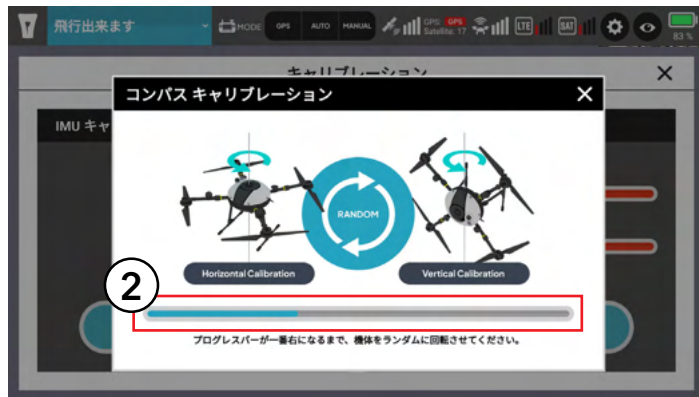 飛行出来ます MODE GPS AUTO MANUAL GPS: GPS LTE SAT
Satellite: 17 83 %
キャリブレーション
コンパス キャリブレーション
IMU キャ
RANDOM
Horizontal Calibration Vertical Calibration
2
プログレスバーが一番右になるまで、機体をランダムに回転させてください。